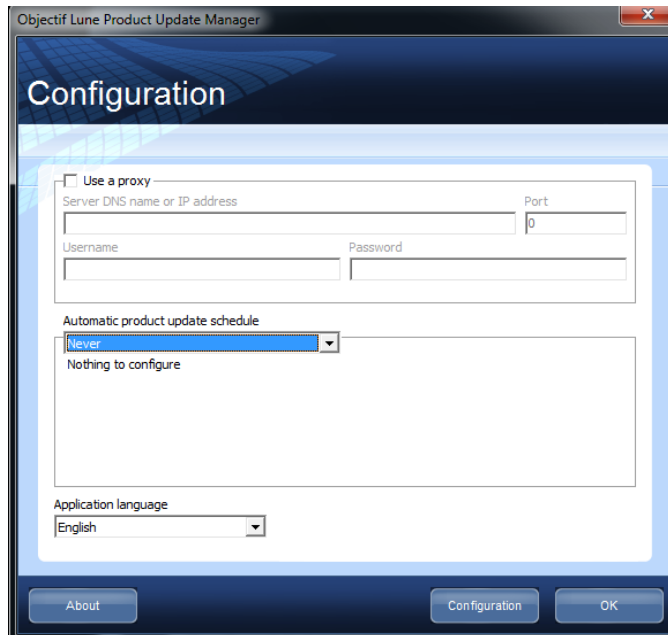 Objectif Lune Product Update Manager
Configuration
Use a proxy
Server DNS name or IP address Port
0
Username Password
Automatic product update schedule
Never
Nothing to configure
Application language
English
About Configuration OK